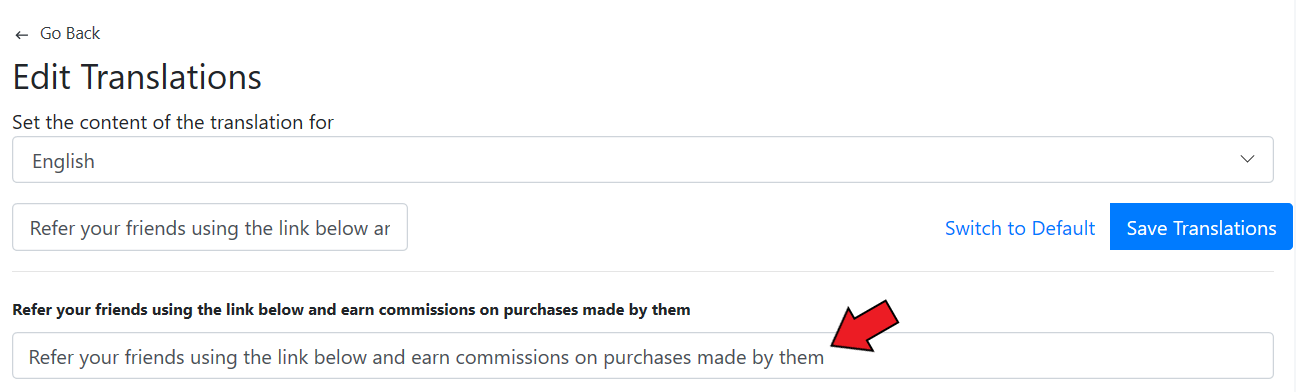 Go Back
Edit Translations
Set the content of the translation for
English
Refer your friends using the link below ar
Switch to Default
Save Translations
Refer your friends using the link below and earn commissions on purchases made by them
Refer your friends using the link below and earn commissions on purchases made by them